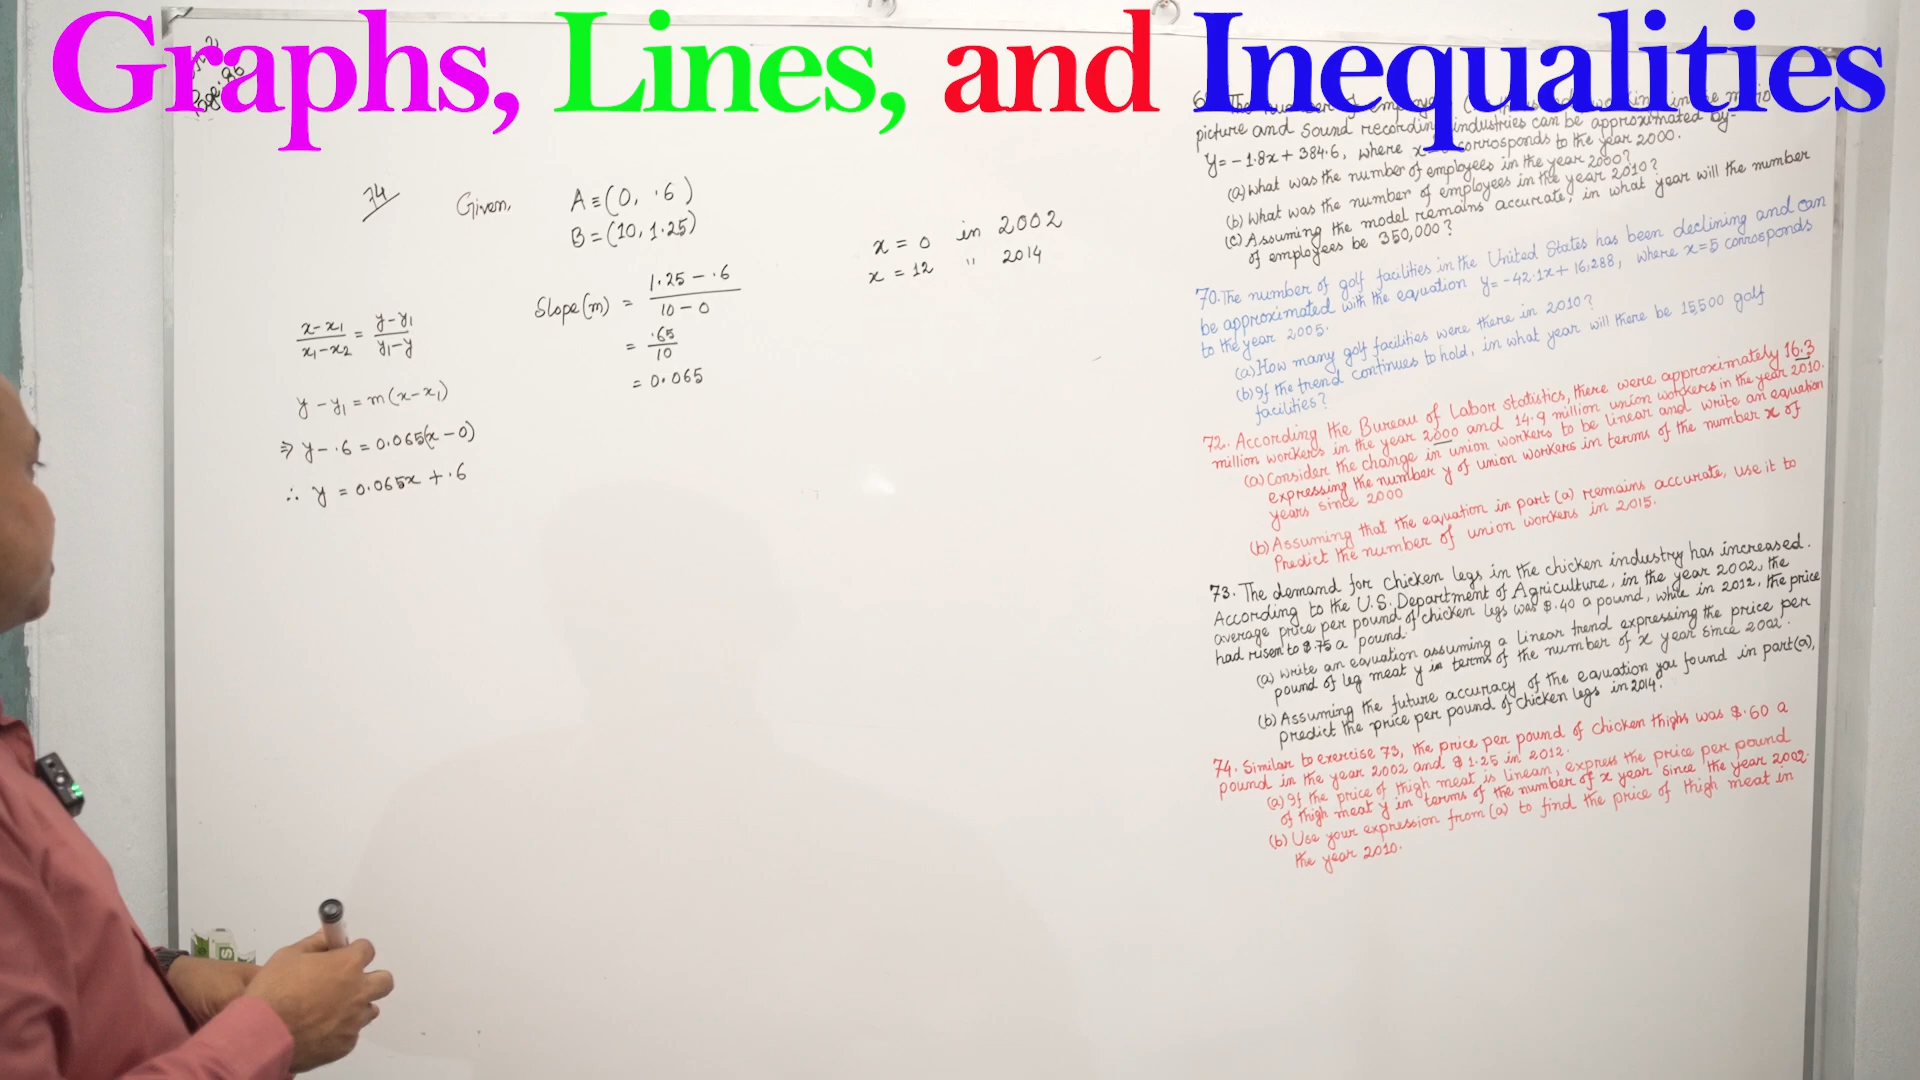 Graphs, Lines, and Inequalities
Page: 86
74
Given, A ≡ (0, .6)
B = (10, 1.25)
x = 0 in 2002
x = 12 " 2014
Slope(m) = (1.25 - .6)/(10 - 0)
= .65/10
= 0.065
(x-x₁)/(x₁-x₂) = (y-y₁)/(y₁-y)
y - y₁ = m(x-x₁)
⇒ y - .6 = 0.065(x - 0)
∴ y = 0.065x + .6
picture and sound recording industries can be approximated by
y = -1.8x + 384.6, where corrosponds to the year 2000.
(a) What was the number of employees in the year 2000?
(b) What was the number of employees in the year 2010?
(c) Assuming the model remains accurate, in what year will the number
of employees be 350,000?
70. The number of golf facilities in the United States has been declining and can
be approximated with the equation y = -42.1x + 16,288, where x=5 corrosponds
to the year 2005.
(a) How many golf facilities were there in 2010?
(b) If the trend continues to hold, in what year will there be 15,500 golf
facilities?
72. According the Bureau of Labor statistics, there were approximately 16.3
million workers in the year 2000 and 14.9 million union workers in the year 2010.
(a) Consider the change in union workers to be linear and write an equation
expressing the number y of union workers in terms of the number x of
years since 2000
(b) Assuming that the equation in part (a) remains accurate, use it to
Predict the number of union workers in 2015.
73. The demand for chicken legs in the chicken industry has increased.
According to the U.S. Department of Agriculture, in the year 2002, the
average price per pound of chicken legs was $.40 a pound, while in 2012, the price
had risen to $.75 a pound.
(a) write an equation assuming a linear trend expressing the price per
pound of leg meat y in terms of the number of x year since 2002.
(b) Assuming the future accuracy of the equation you found in part(a),
predict the price per pound of chicken legs in 2014.
74. Similar to exercise 73, the price per pound of chicken thighs was $.60 a
pound in the year 2002 and $1.25 in 2012.
(a) If the price of thigh meat is linear, express the price per pound
of thigh meat y in terms of the number of x year since the year 2002.
(b) Use your expression from (a) to find the price of thigh meat in
the year 2010.